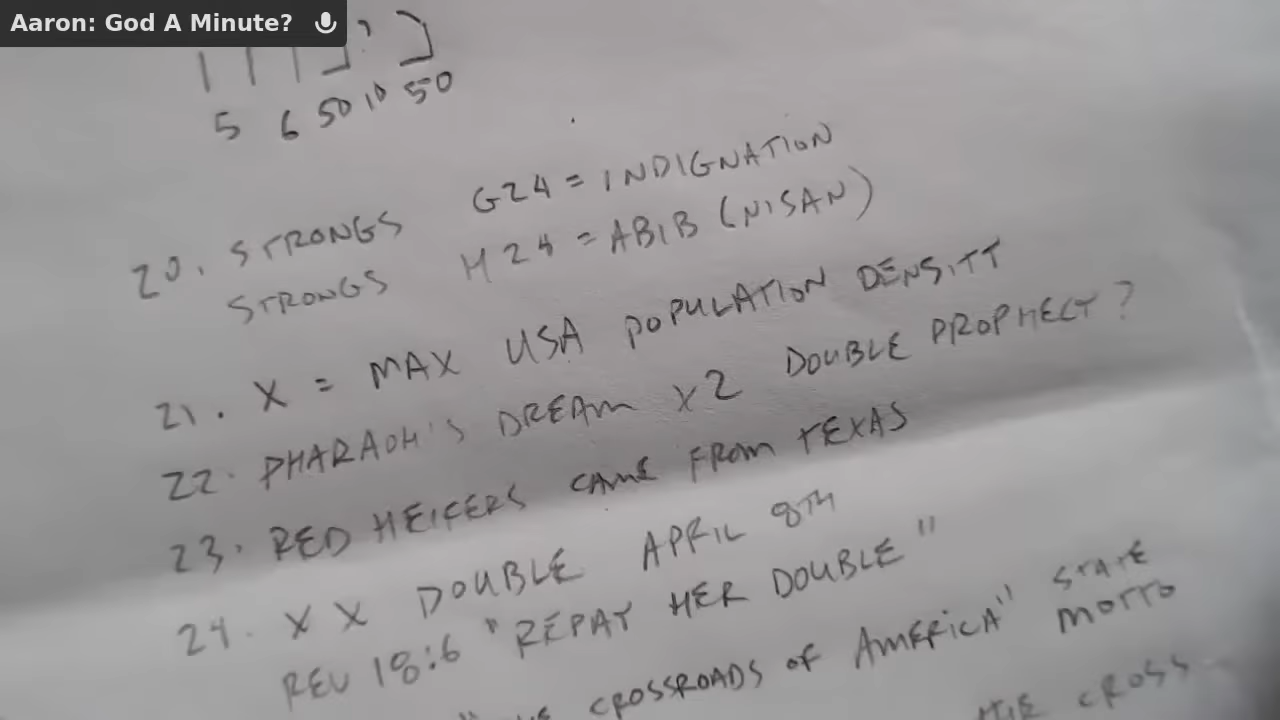 Aaron: God A Minute?
5 6 50 10 50
20. STRONGS G24 = INDIGNATION
STRONGS H24 = ABIB (NISAN)
21. X = MAX USA POPULATION DENSITY
22. PHARAOH'S DREAM X2 DOUBLE PROPHECY?
23. RED HEIFERS CAME FROM TEXAS
24. X X DOUBLE APRIL 8TH
REV 18:6 "REPAY HER DOUBLE"
CROSSROADS OF AMERICA" STATE MOTTO
THE CROSS